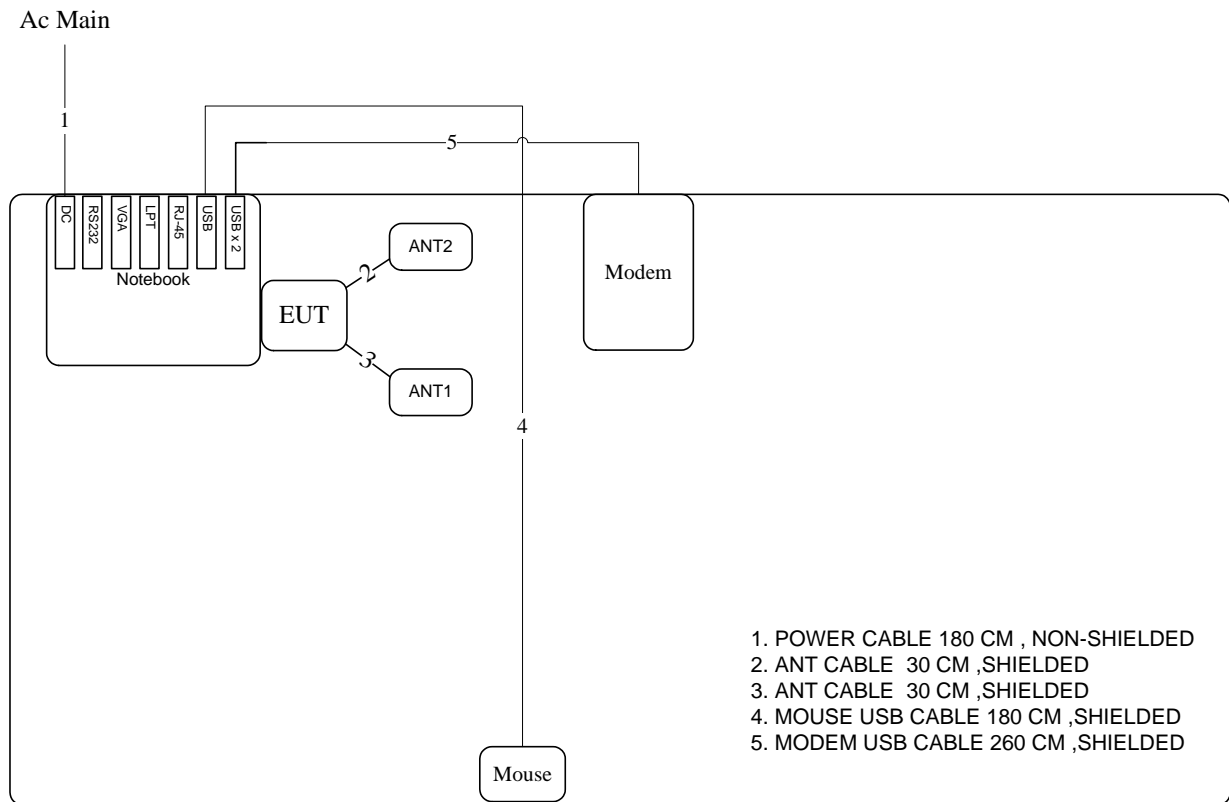 Ac Main
1
5
DC
RS232
VGA
LPT
RJ-45
USB
USB x 2
Notebook
ANT2
2
EUT
Modem
3
ANT1
4
1. POWER CABLE 180 CM , NON-SHIELDED
2. ANT CABLE  30 CM ,SHIELDED
3. ANT CABLE  30 CM ,SHIELDED
4. MOUSE USB CABLE 180 CM ,SHIELDED
5. MODEM USB CABLE 260 CM ,SHIELDED
Mouse